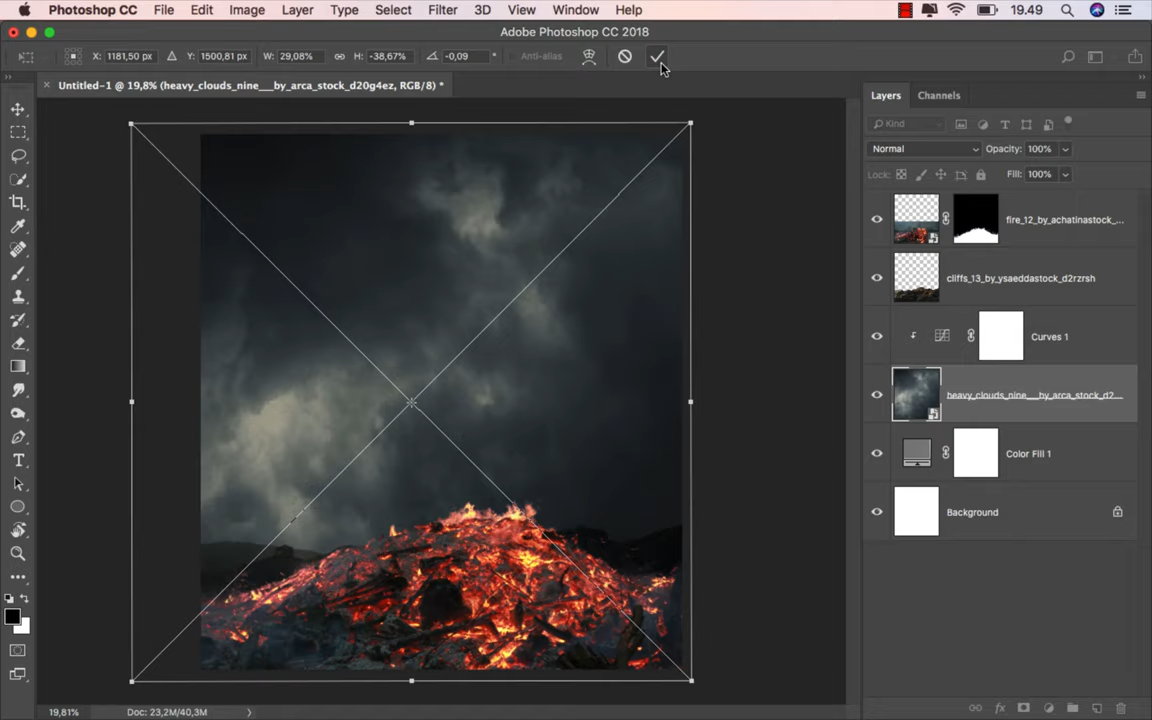 Photoshop CC File Edit Image Layer Type Select Filter 3D View Window Help 19.49
Adobe Photoshop CC 2018
X: 1181,50 px Y: 1500,81 px W: 29,08% H: -38,67% -0,09 ° Anti-alias
Untitled-1 @ 19,8% (heavy_clouds_nine___by_arca_stock_d20g4ez, RGB/8) *
Layers Channels
Kind
Normal Opacity: 100%
Lock: Fill: 100%
fire_12_by_achatinastock_...
cliffs_13_by_ysaeddastock_d2rzrsh
Curves 1
heavy_clouds_nine___by_arca_stock_d2...
Color Fill 1
Background
19,81% Doc: 23,2M/40,3M